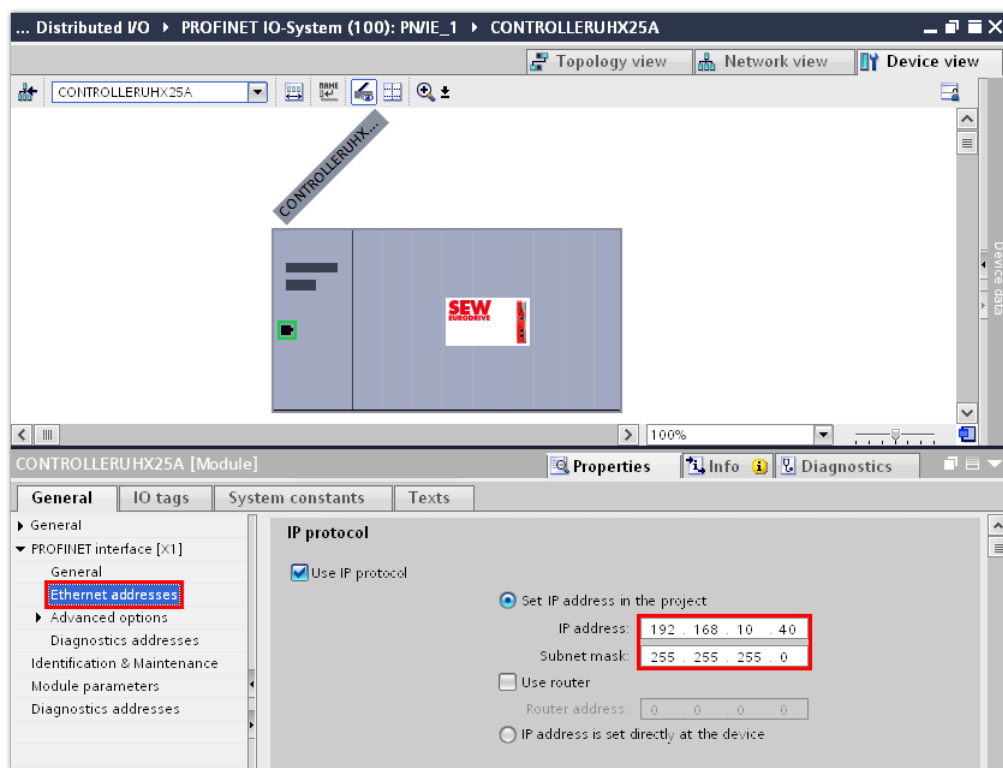 ... Distributed I/O ▸ PROFINET IO-System (100): PN/IE_1 ▸ CONTROLLERUHX25A
Topology view Network view Device view
CONTROLLERUHX25A
CONTROLLERUHX...
SEW
EURODRIVE
Device data
100%
CONTROLLERUHX25A [Module]
Properties Info Diagnostics
General IO tags System constants Texts
General
PROFINET interface [X1]
General
Ethernet addresses
Advanced options
Diagnostics addresses
Identification & Maintenance
Module parameters
Diagnostics addresses
IP protocol
Use IP protocol
Set IP address in the project
IP address: 192 . 168 . 10 . 40
Subnet mask: 255 . 255 . 255 . 0
Use router
Router address: 0 . 0 . 0 . 0
IP address is set directly at the device